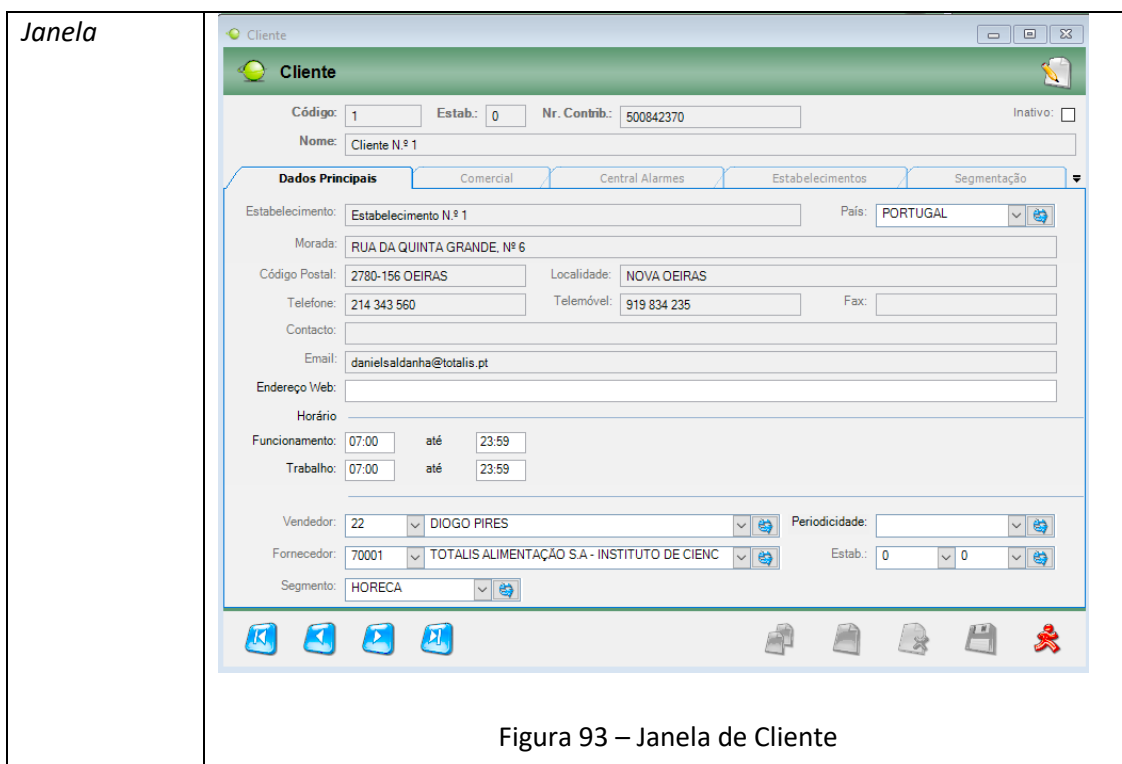 Janela
Cliente
Cliente
Código: 1 Estab.: 0 Nr. Contrib.: 500842370 Inativo:
Nome: Cliente N.º 1
Dados Principais Comercial Central Alarmes Estabelecimentos Segmentação
Estabelecimento: Estabelecimento N.º 1 País: PORTUGAL
Morada: RUA DA QUINTA GRANDE, Nº 6
Código Postal: 2780-156 OEIRAS Localidade: NOVA OEIRAS
Telefone: 214 343 560 Telemóvel: 919 834 235 Fax:
Contacto:
Email: danielsaldanha@totalis.pt
Endereço Web:
Horário
Funcionamento: 07:00 até 23:59
Trabalho: 07:00 até 23:59
Vendedor: 22 DIOGO PIRES Periodicidade:
Fornecedor: 70001 TOTALIS ALIMENTAÇÃO S.A - INSTITUTO DE CIENC Estab.: 0 0
Segmento: HORECA
Figura 93 – Janela de Cliente